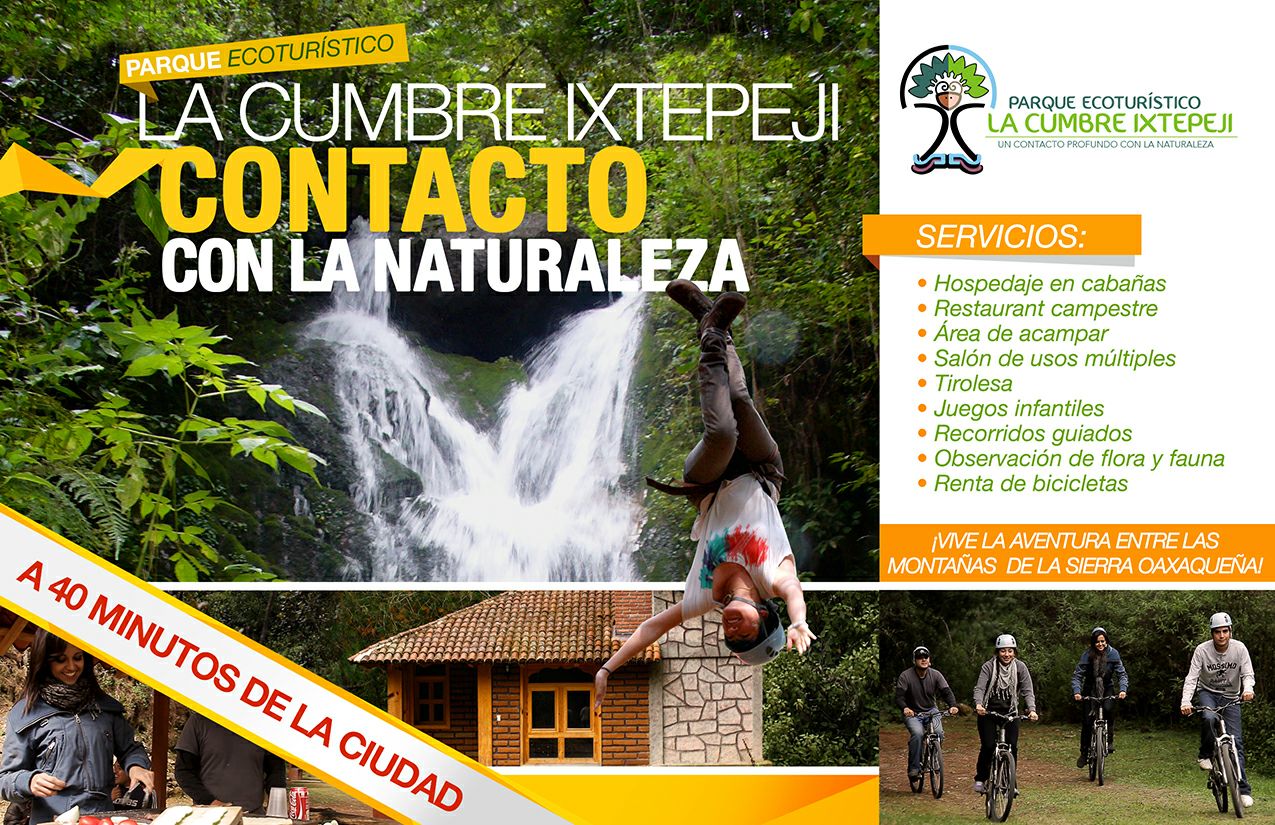 PARQUE ECOTURÍSTICO
LA CUMBRE IXTEPEJI
CONTACTO
CON LA NATURALEZA
PARQUE ECOTURÍSTICO
LA CUMBRE IXTEPEJI
UN CONTACTO PROFUNDO CON LA NATURALEZA
SERVICIOS:
• Hospedaje en cabañas
• Restaurant campestre
• Área de acampar
• Salón de usos múltiples
• Tirolesa
• Juegos infantiles
• Recorridos guiados
• Observación de flora y fauna
• Renta de bicicletas
¡VIVE LA AVENTURA ENTRE LAS
MONTAÑAS DE LA SIERRA OAXAQUEÑA!
A 40 MINUTOS DE LA CIUDAD
Coca-Cola